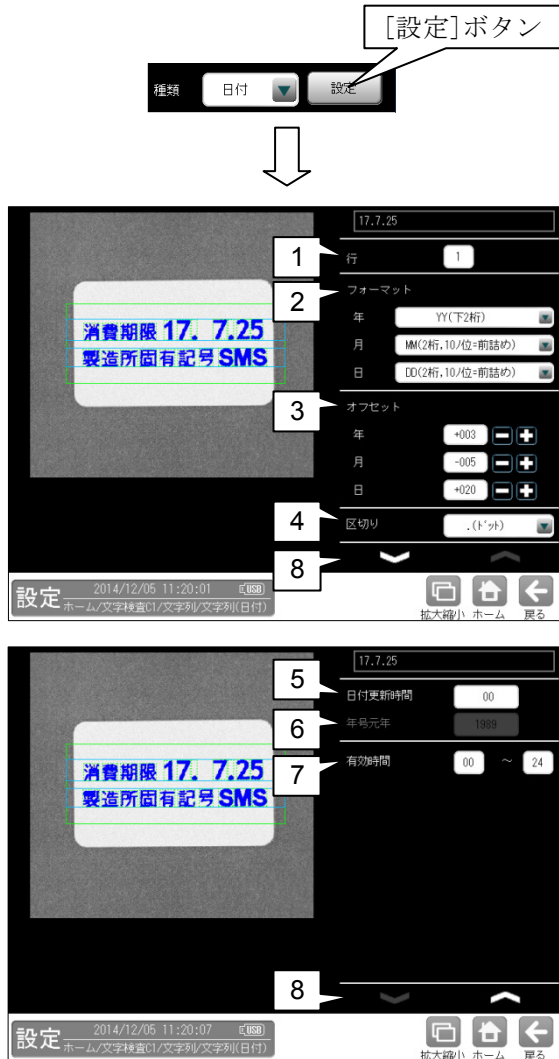 [設定]ボタン
種類 日付 設定
17.7.25
1 行 1
2 フォーマット
年 YY(下2桁)
月 MM(2桁,10ノ位=前詰め)
日 DD(2桁,10ノ位=前詰め)
3 オフセット
年 +003
月 -005
日 +020
4 区切り .(ﾄﾞｯﾄ)
8
消費期限 17. 7.25
製造所固有記号 SMS
設定 2014/12/05 11:20:01 USB
ホーム/文字検査C1/文字列/文字列(日付)
拡大縮小 ホーム 戻る
17.7.25
5 日付更新時間 00
6 年号元年 1989
7 有効時間 00 ～ 24
8
消費期限 17. 7.25
製造所固有記号 SMS
設定 2014/12/05 11:20:07 USB
ホーム/文字検査C1/文字列/文字列(日付)
拡大縮小 ホーム 戻る